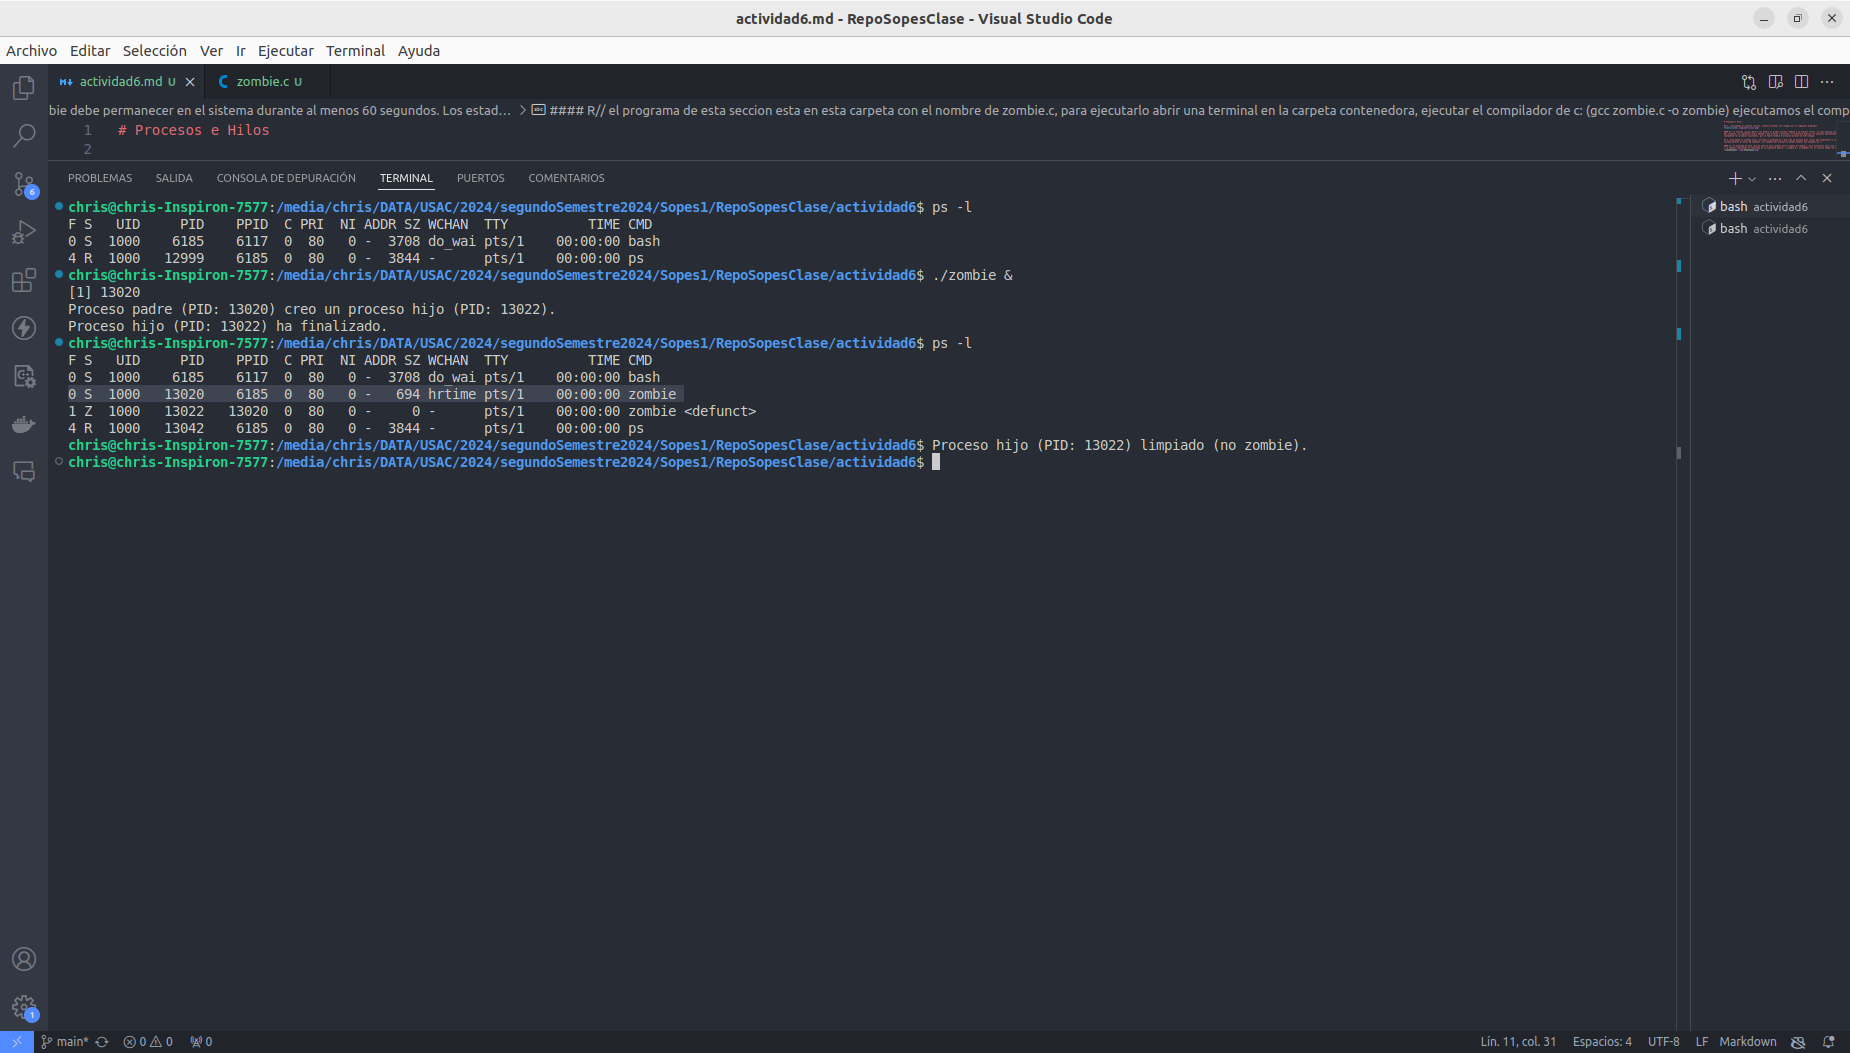 actividad6.md - RepoSopesClase - Visual Studio Code
Archivo Editar Selección Ver Ir Ejecutar Terminal Ayuda
actividad6.md U zombie.c U
bie debe permanecer en el sistema durante al menos 60 segundos. Los estad... > #### R// el programa de esta seccion esta en esta carpeta con el nombre de zombie.c, para ejecutarlo abrir una terminal en la carpeta contenedora, ejecutar el compilador de c: (gcc zombie.c -o zombie) ejecutamos el comp
1 # Procesos e Hilos
2
PROBLEMAS SALIDA CONSOLA DE DEPURACIÓN TERMINAL PUERTOS COMENTARIOS
chris@chris-Inspiron-7577:/media/chris/DATA/USAC/2024/segundoSemestre2024/Sopes1/RepoSopesClase/actividad6$ ps -l
F S UID PID PPID C PRI NI ADDR SZ WCHAN TTY TIME CMD
0 S 1000 6185 6117 0 80 0 - 3708 do_wai pts/1 00:00:00 bash
4 R 1000 12999 6185 0 80 0 - 3844 - pts/1 00:00:00 ps
chris@chris-Inspiron-7577:/media/chris/DATA/USAC/2024/segundoSemestre2024/Sopes1/RepoSopesClase/actividad6$ ./zombie &
[1] 13020
Proceso padre (PID: 13020) creo un proceso hijo (PID: 13022).
Proceso hijo (PID: 13022) ha finalizado.
chris@chris-Inspiron-7577:/media/chris/DATA/USAC/2024/segundoSemestre2024/Sopes1/RepoSopesClase/actividad6$ ps -l
F S UID PID PPID C PRI NI ADDR SZ WCHAN TTY TIME CMD
0 S 1000 6185 6117 0 80 0 - 3708 do_wai pts/1 00:00:00 bash
0 S 1000 13020 6185 0 80 0 - 694 hrtime pts/1 00:00:00 zombie
1 Z 1000 13022 13020 0 80 0 - 0 - pts/1 00:00:00 zombie <defunct>
4 R 1000 13042 6185 0 80 0 - 3844 - pts/1 00:00:00 ps
chris@chris-Inspiron-7577:/media/chris/DATA/USAC/2024/segundoSemestre2024/Sopes1/RepoSopesClase/actividad6$ Proceso hijo (PID: 13022) limpiado (no zombie).
chris@chris-Inspiron-7577:/media/chris/DATA/USAC/2024/segundoSemestre2024/Sopes1/RepoSopesClase/actividad6$
bash actividad6
bash actividad6
6
1
main* 0 0 0 Lín. 11, col. 31 Espacios: 4 UTF-8 LF Markdown